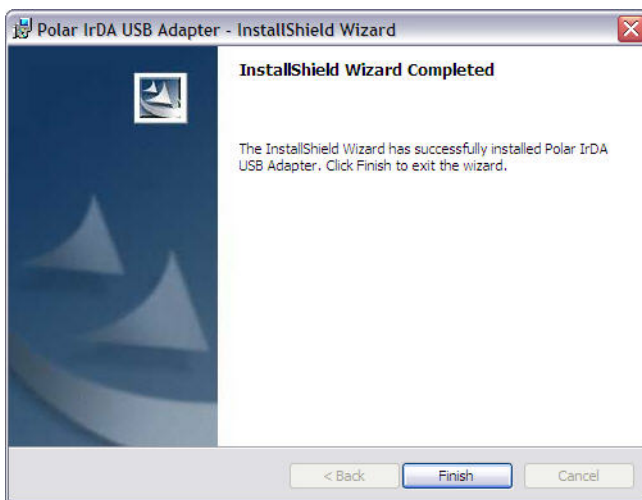 Polar IrDA USB Adapter - InstallShield Wizard
InstallShield Wizard Completed
The InstallShield Wizard has successfully installed Polar IrDA
USB Adapter. Click Finish to exit the wizard.
< Back Finish Cancel